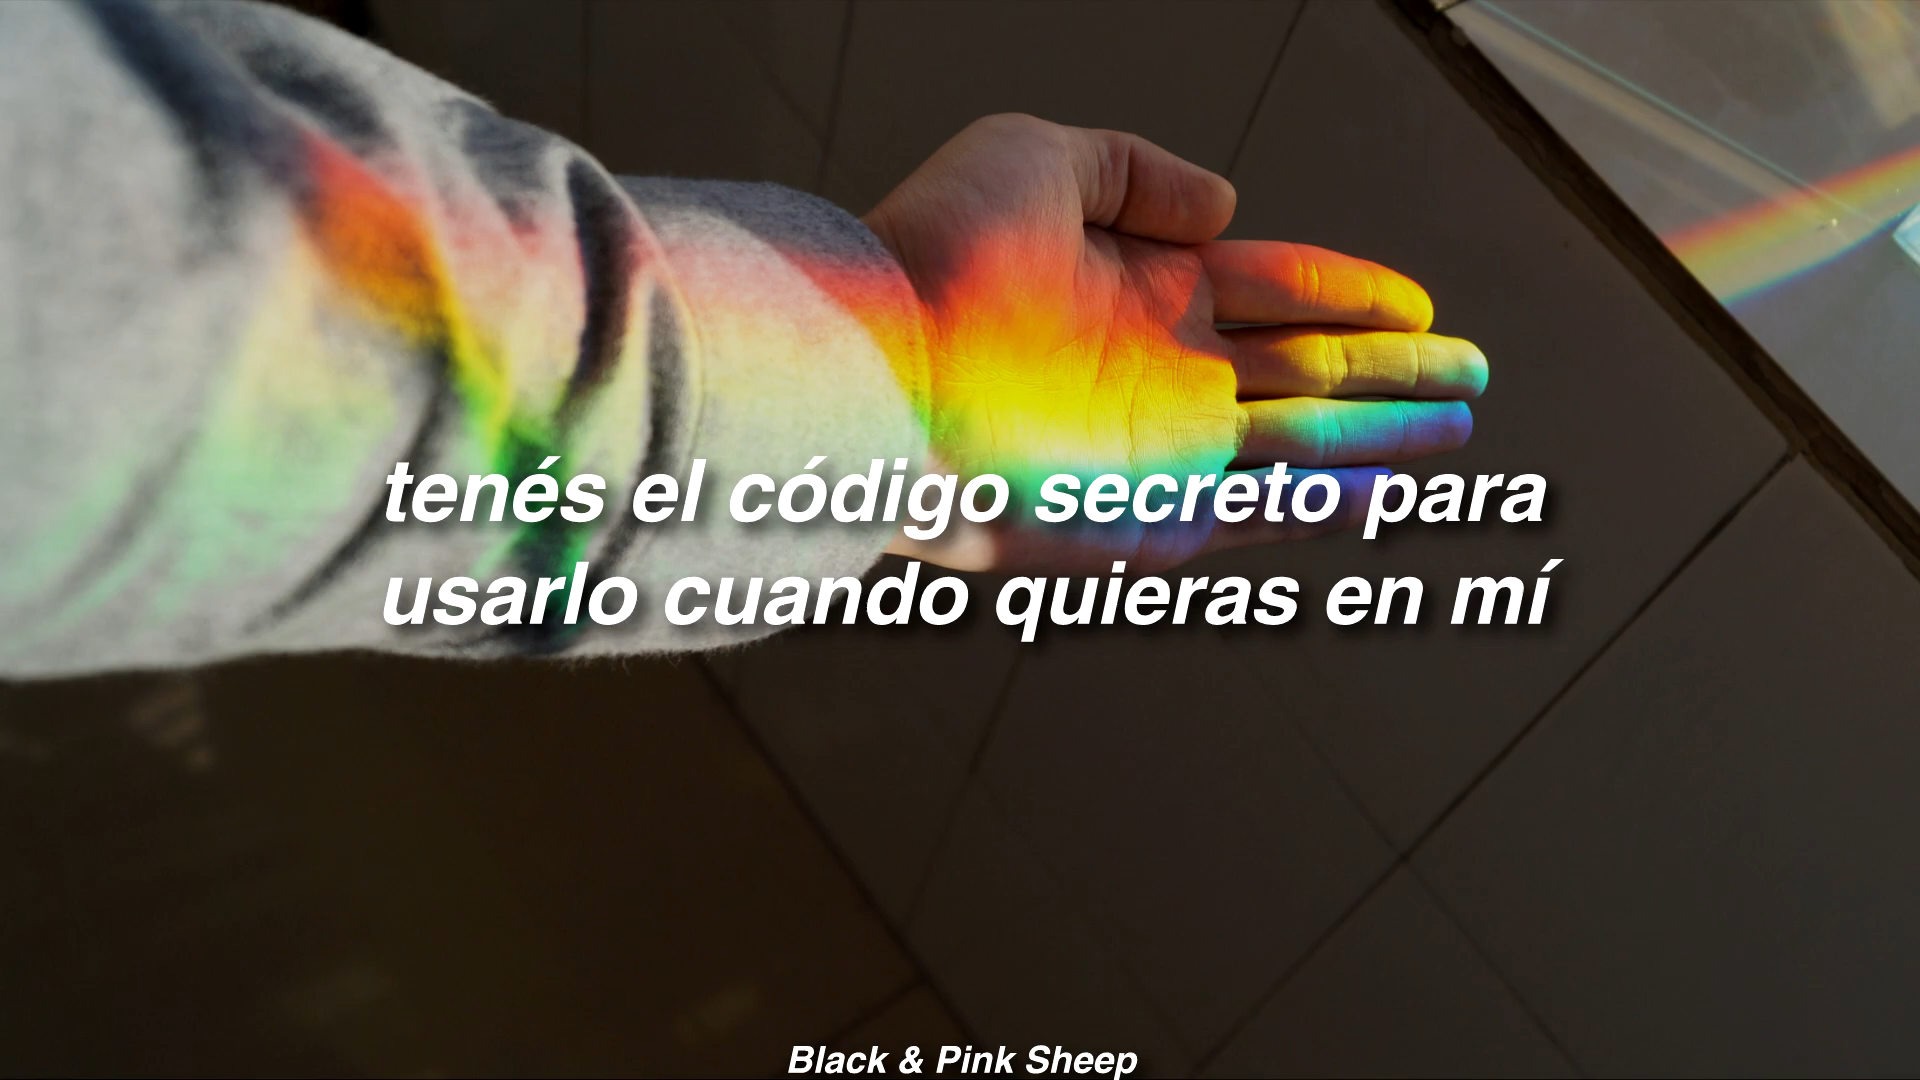 tenés el código secreto para
usarlo cuando quieras en mí
Black & Pink Sheep